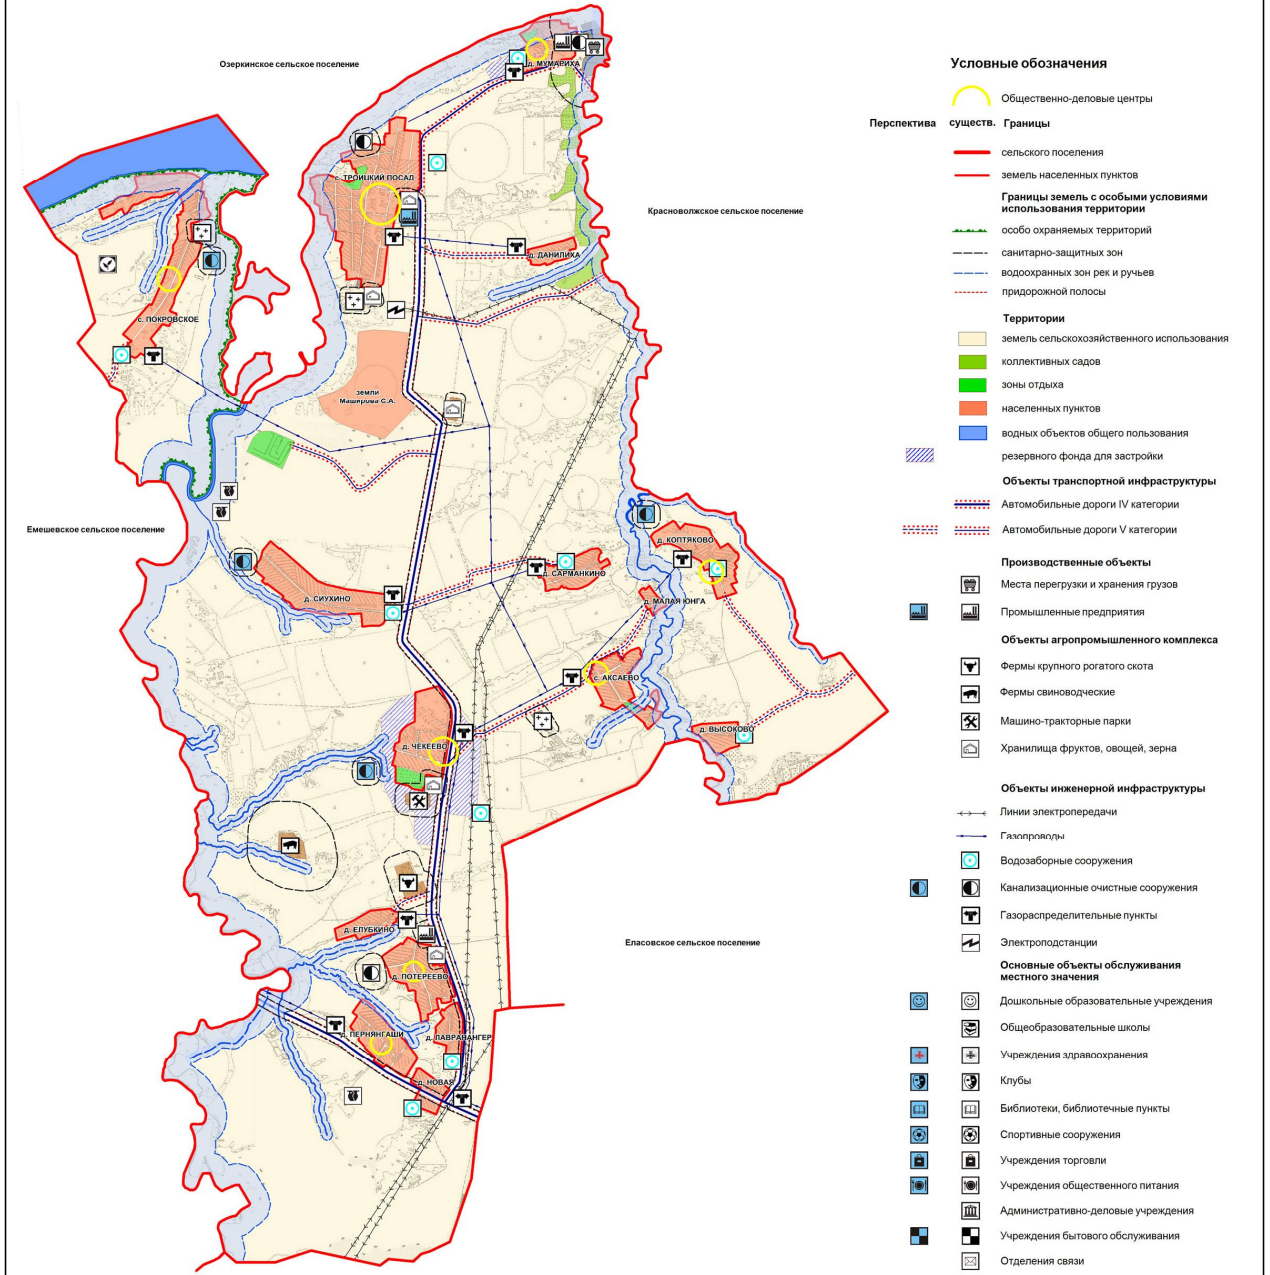 Озеркинское сельское поселение
д. МУМАРИХА
с. ТРОИЦКИЙ ПОСАД
Красноволжское сельское поселение
д. ДАНИЛИХА
с. ПОКРОВСКОЕ
земли
Маширова С.А.
Емешевское сельское поселение
д. КОПТЯКОВО
д. САРМАНКИНО
д. СИУХИНО
д. МАЛАЯ ЮНГА
с. АКСАЕВО
д. ВЫСОКОВО
д. ЧЕКЕЕВО
д. ЕЛУБКИНО
Еласовское сельское поселение
д. ПОТЕРЕЕВО
д. ПЕРНЯНГАШИ
д. ЛАВРАНАНГЕР
д. НОВАЯ
Условные обозначения
Общественно-деловые центры
Перспектива существ. Границы
сельского поселения
земель населенных пунктов
Границы земель с особыми условиями
использования территории
особо охраняемых территорий
санитарно-защитных зон
водоохранных зон рек и ручьев
придорожной полосы
Территории
земель сельскохозяйственного использования
коллективных садов
зоны отдыха
населенных пунктов
водных объектов общего пользования
резервного фонда для застройки
Объекты транспортной инфраструктуры
Автомобильные дороги IV категории
Автомобильные дороги V категории
Производственные объекты
Места перегрузки и хранения грузов
Промышленные предприятия
Объекты агропромышленного комплекса
Фермы крупного рогатого скота
Фермы свиноводческие
Машино-тракторные парки
Хранилища фруктов, овощей, зерна
Объекты инженерной инфраструктуры
Линии электропередачи
Газопроводы
Водозаборные сооружения
Канализационные очистные сооружения
Газораспределительные пункты
Электроподстанции
Основные объекты обслуживания
местного значения
Дошкольные образовательные учреждения
Общеобразовательные школы
Учреждения здравоохранения
Клубы
Библиотеки, библиотечные пункты
Спортивные сооружения
Учреждения торговли
Учреждения общественного питания
Административно-деловые учреждения
Учреждения бытового обслуживания
Отделения связи